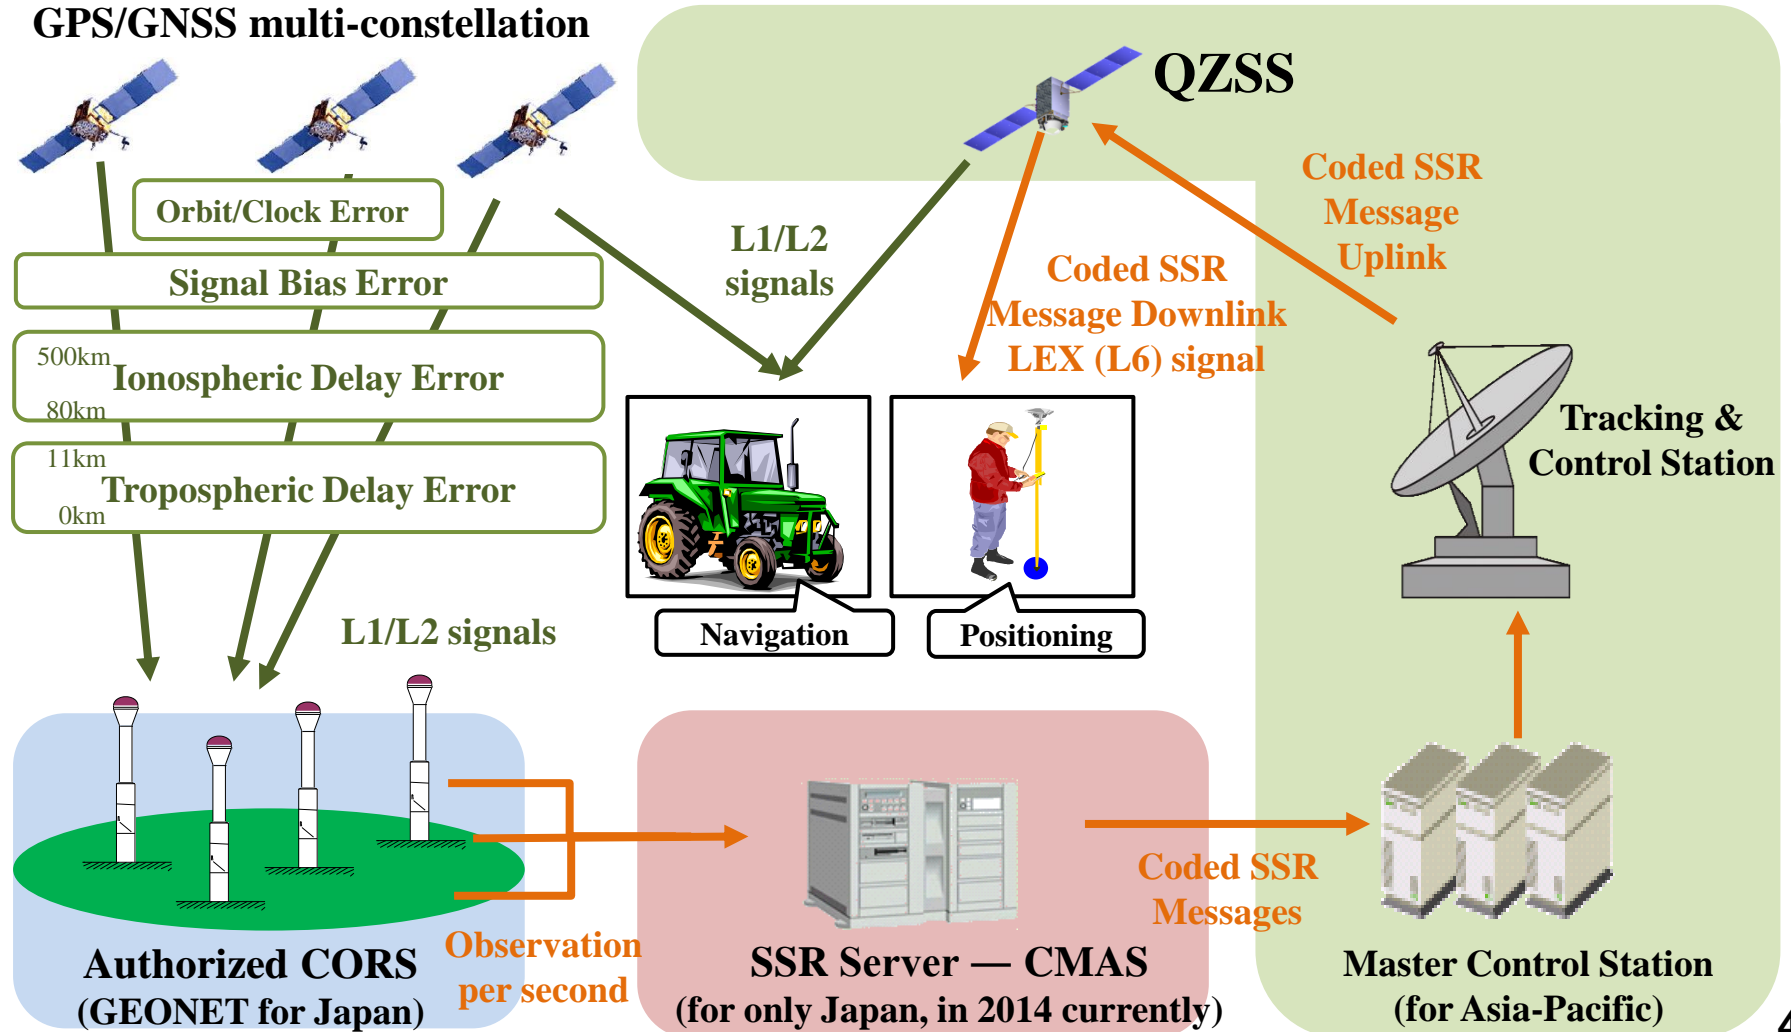 GPS/GNSS multi-constellation
QZSS
Orbit/Clock Error
Signal Bias Error
500km
Ionospheric Delay Error
80km
11km
Tropospheric Delay Error
0km
L1/L2 signals
L1/L2
signals
Coded SSR
Message Downlink
LEX (L6) signal
Coded SSR
Message
Uplink
Tracking &
Control Station
Navigation
Positioning
Authorized CORS
(GEONET for Japan)
Observation
per second
SSR Server — CMAS
(for only Japan, in 2014 currently)
Coded SSR
Messages
Master Control Station
(for Asia-Pacific)